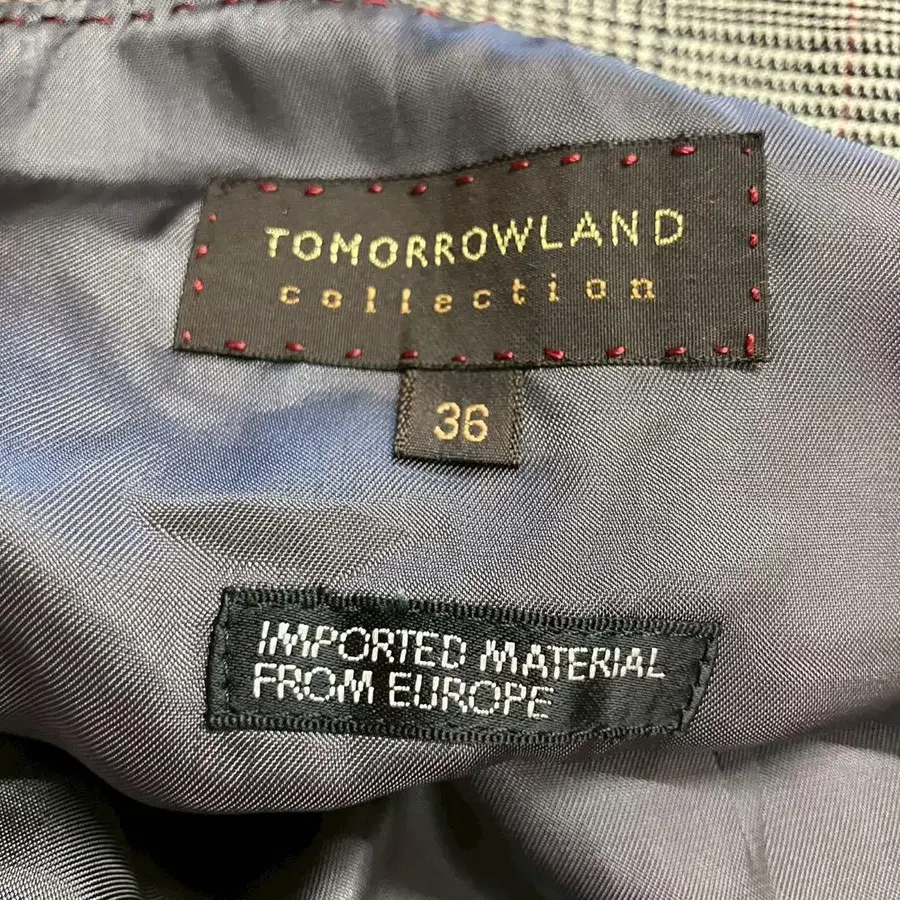 TOMORROWLAND
collection
36
IMPORTED MATERIAL
FROM EUROPE